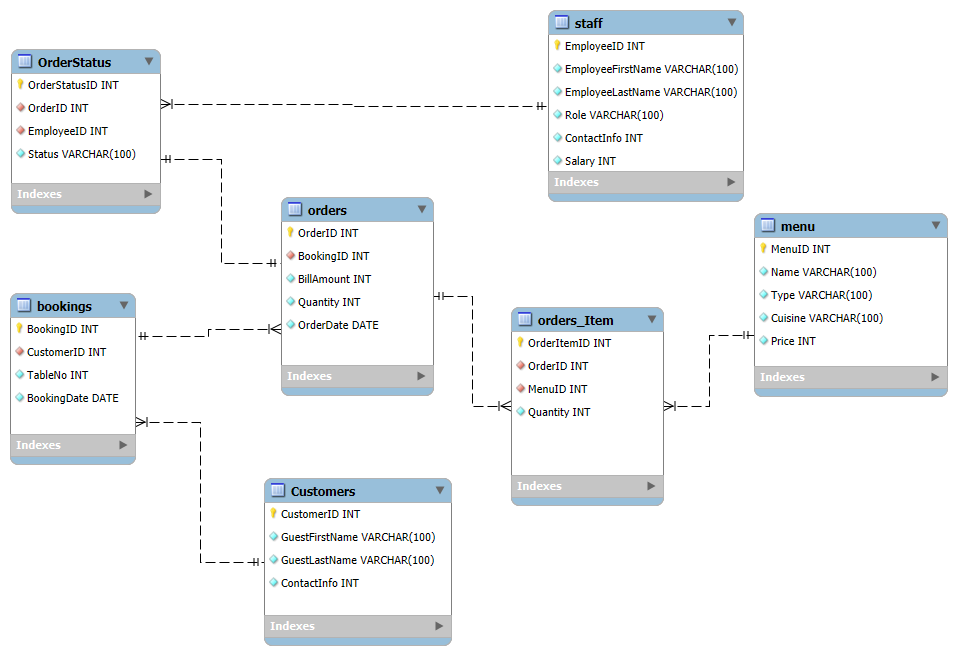 OrderStatus
OrderStatusID INT
OrderID INT
EmployeeID INT
Status VARCHAR(100)
Indexes
staff
EmployeeID INT
EmployeeFirstName VARCHAR(100)
EmployeeLastName VARCHAR(100)
Role VARCHAR(100)
ContactInfo INT
Salary INT
Indexes
orders
OrderID INT
BookingID INT
BillAmount INT
Quantity INT
OrderDate DATE
Indexes
menu
MenuID INT
Name VARCHAR(100)
Type VARCHAR(100)
Cuisine VARCHAR(100)
Price INT
Indexes
bookings
BookingID INT
CustomerID INT
TableNo INT
BookingDate DATE
Indexes
orders_Item
OrderItemID INT
OrderID INT
MenuID INT
Quantity INT
Indexes
Customers
CustomerID INT
GuestFirstName VARCHAR(100)
GuestLastName VARCHAR(100)
ContactInfo INT
Indexes